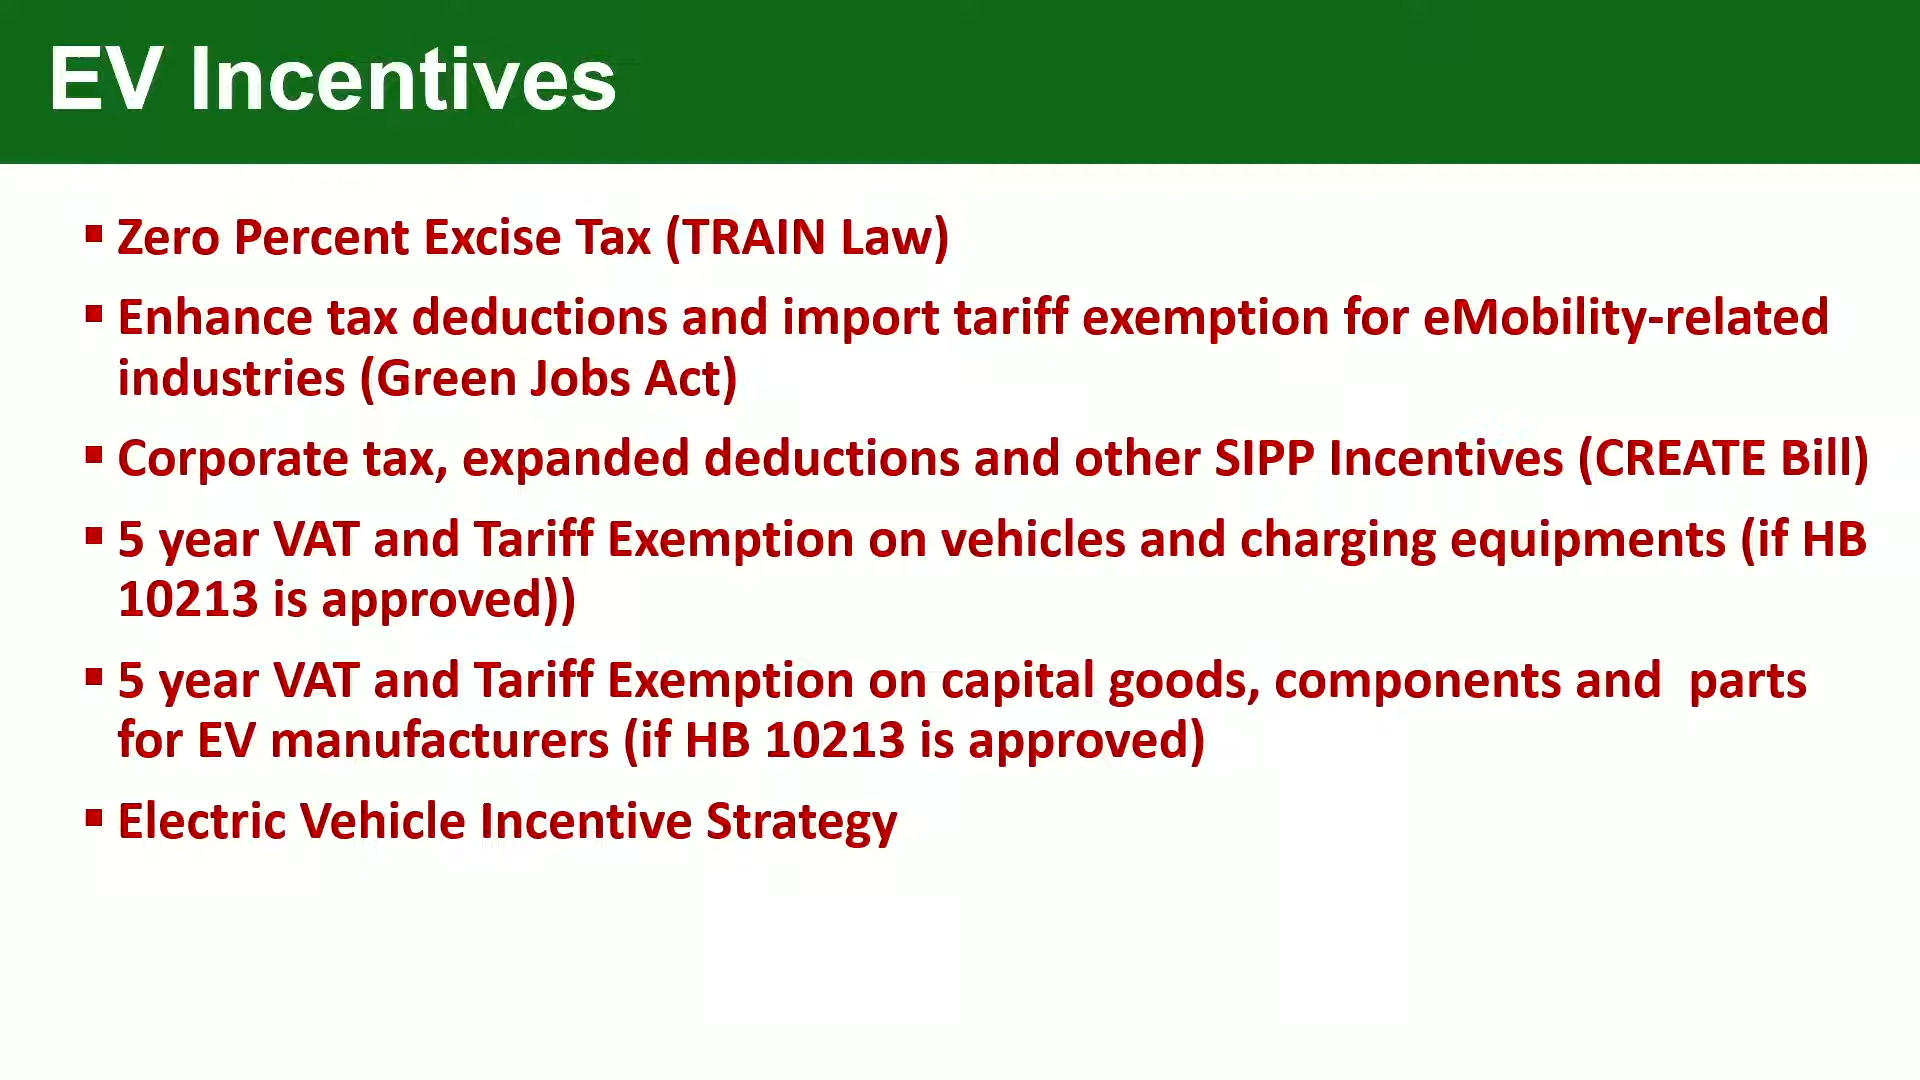 EV Incentives
▪ Zero Percent Excise Tax (TRAIN Law)
▪ Enhance tax deductions and import tariff exemption for eMobility-related
industries (Green Jobs Act)
▪ Corporate tax, expanded deductions and other SIPP Incentives (CREATE Bill)
▪ 5 year VAT and Tariff Exemption on vehicles and charging equipments (if HB
10213 is approved))
▪ 5 year VAT and Tariff Exemption on capital goods, components and  parts
for EV manufacturers (if HB 10213 is approved)
▪ Electric Vehicle Incentive Strategy